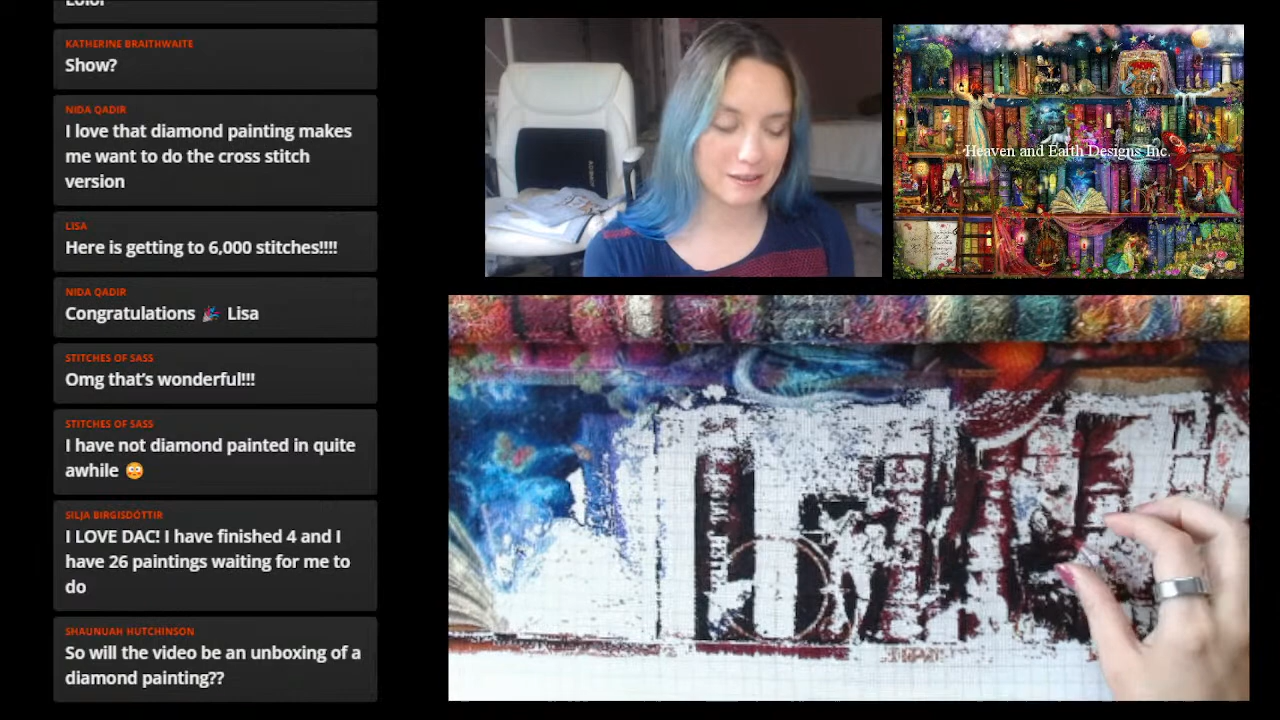 Color
KATHERINE BRAITHWAITE
Show?
NIDA QADIR
I love that diamond painting makes
me want to do the cross stitch
version
LISA
Here is getting to 6,000 stitches!!!!
NIDA QADIR
Congratulations 🎉 Lisa
STITCHES OF SASS
Omg that’s wonderful!!!
STITCHES OF SASS
I have not diamond painted in quite
awhile 😳
SILJA BIRGISDÓTTIR
I LOVE DAC! I have finished 4 and I
have 26 paintings waiting for me to
do
SHAUNUAH HUTCHINSON
So will the video be an unboxing of a
diamond painting??
Heaven and Earth Designs Inc.